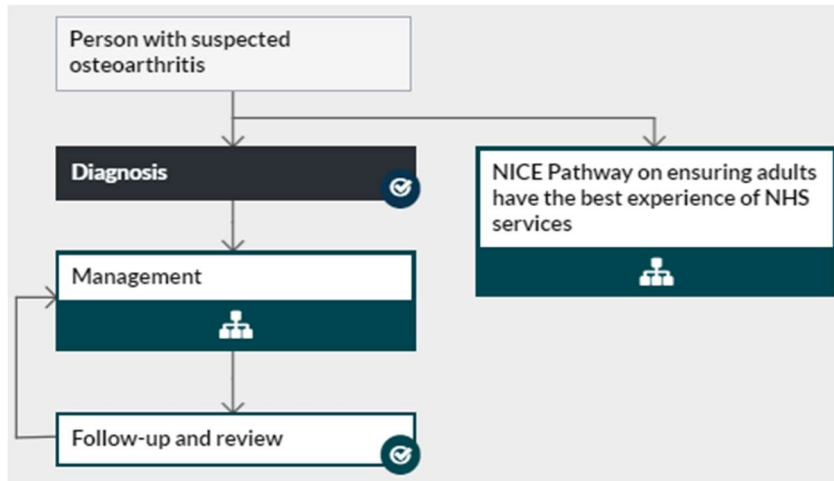 Person with suspected
osteoarthritis
Diagnosis
NICE Pathway on ensuring adults
have the best experience of NHS
services
Management
Follow-up and review